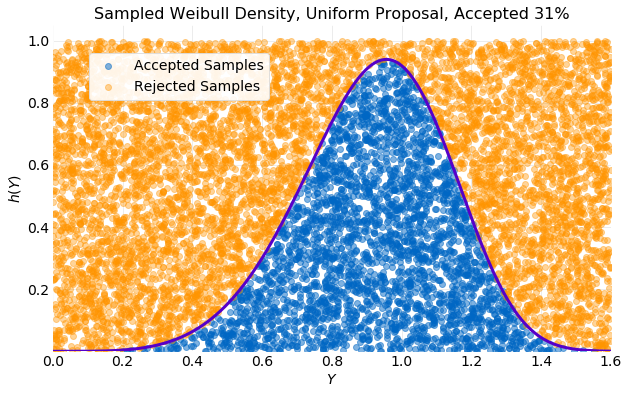 Sampled Weibull Density, Uniform Proposal, Accepted 31%
Accepted Samples
Rejected Samples
h(Y)
1.0
0.8
0.6
0.4
0.2
0.0 0.2 0.4 0.6 0.8 1.0 1.2 1.4 1.6
Y